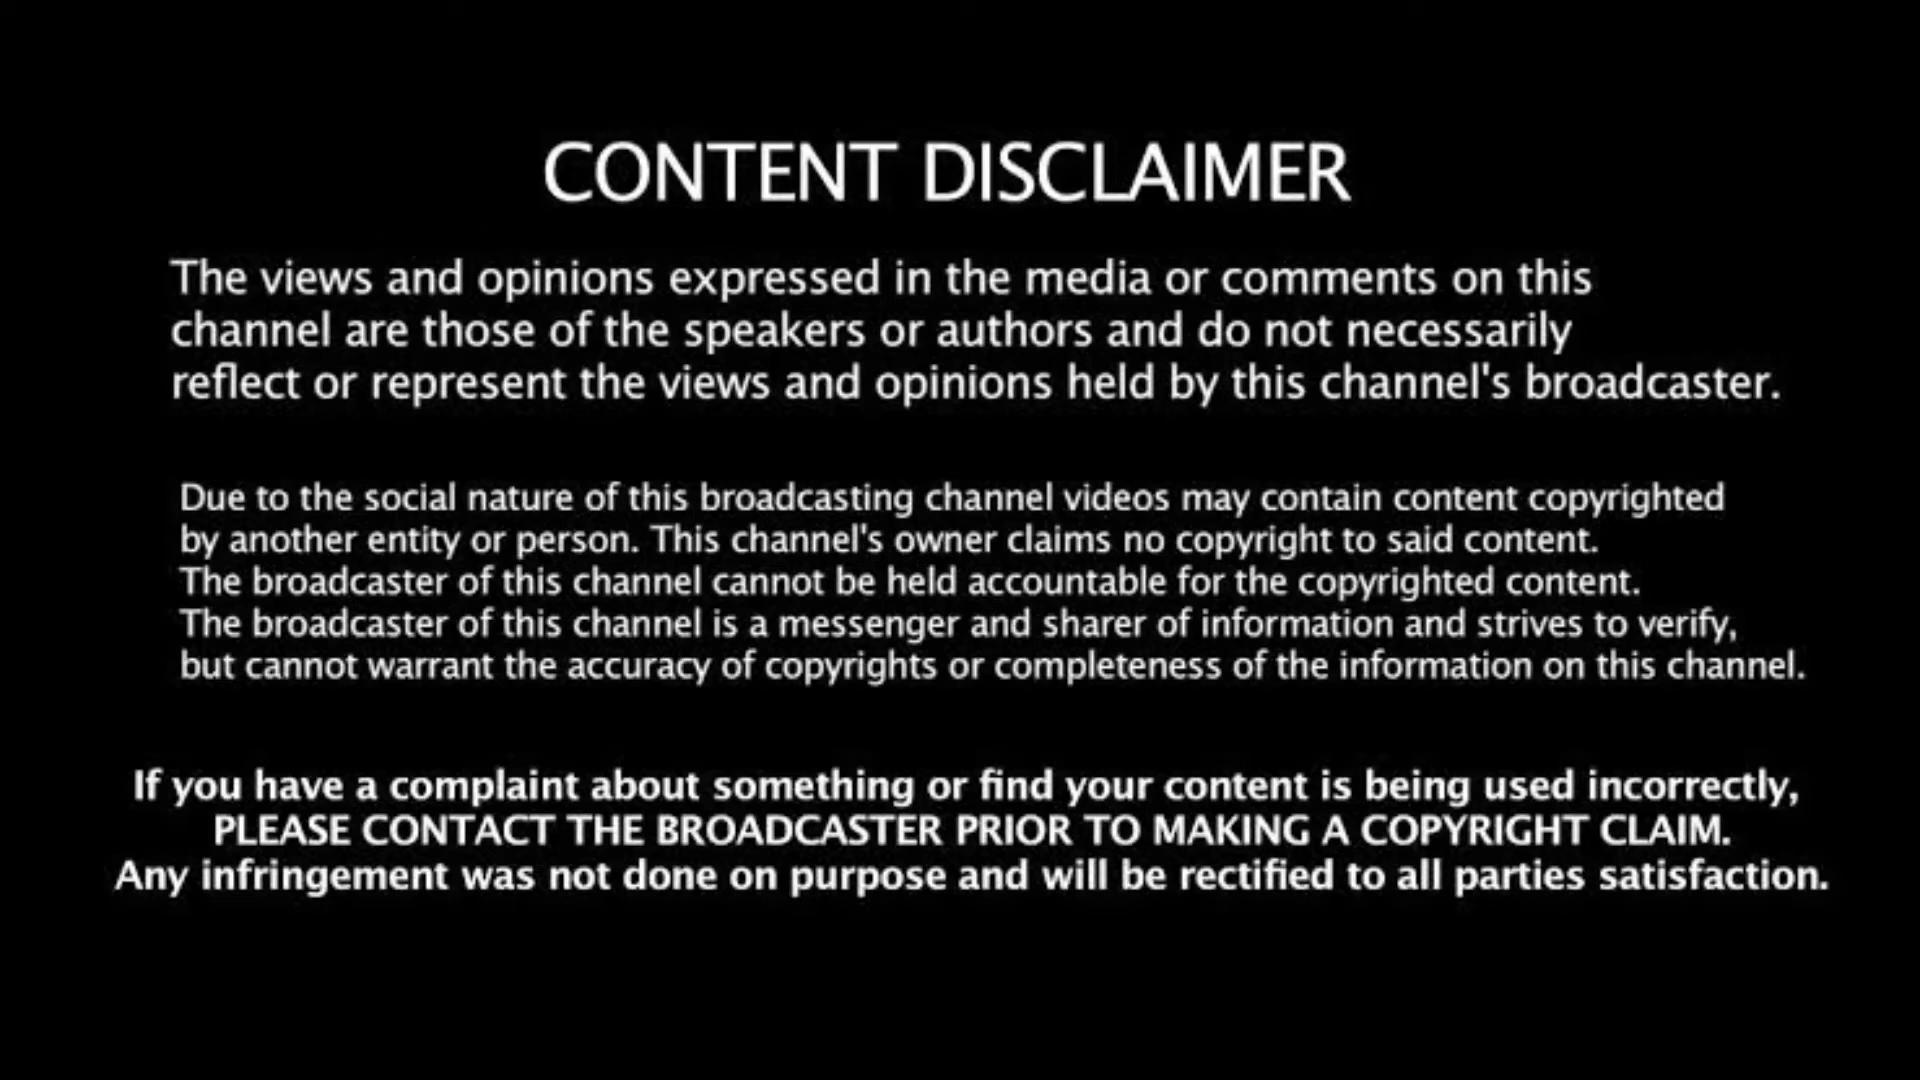 CONTENT DISCLAIMER
The views and opinions expressed in the media or comments on this
channel are those of the speakers or authors and do not necessarily
reflect or represent the views and opinions held by this channel's broadcaster.
Due to the social nature of this broadcasting channel videos may contain content copyrighted
by another entity or person. This channel's owner claims no copyright to said content.
The broadcaster of this channel cannot be held accountable for the copyrighted content.
The broadcaster of this channel is a messenger and sharer of information and strives to verify,
but cannot warrant the accuracy of copyrights or completeness of the information on this channel.
If you have a complaint about something or find your content is being used incorrectly,
PLEASE CONTACT THE BROADCASTER PRIOR TO MAKING A COPYRIGHT CLAIM.
Any infringement was not done on purpose and will be rectified to all parties satisfaction.